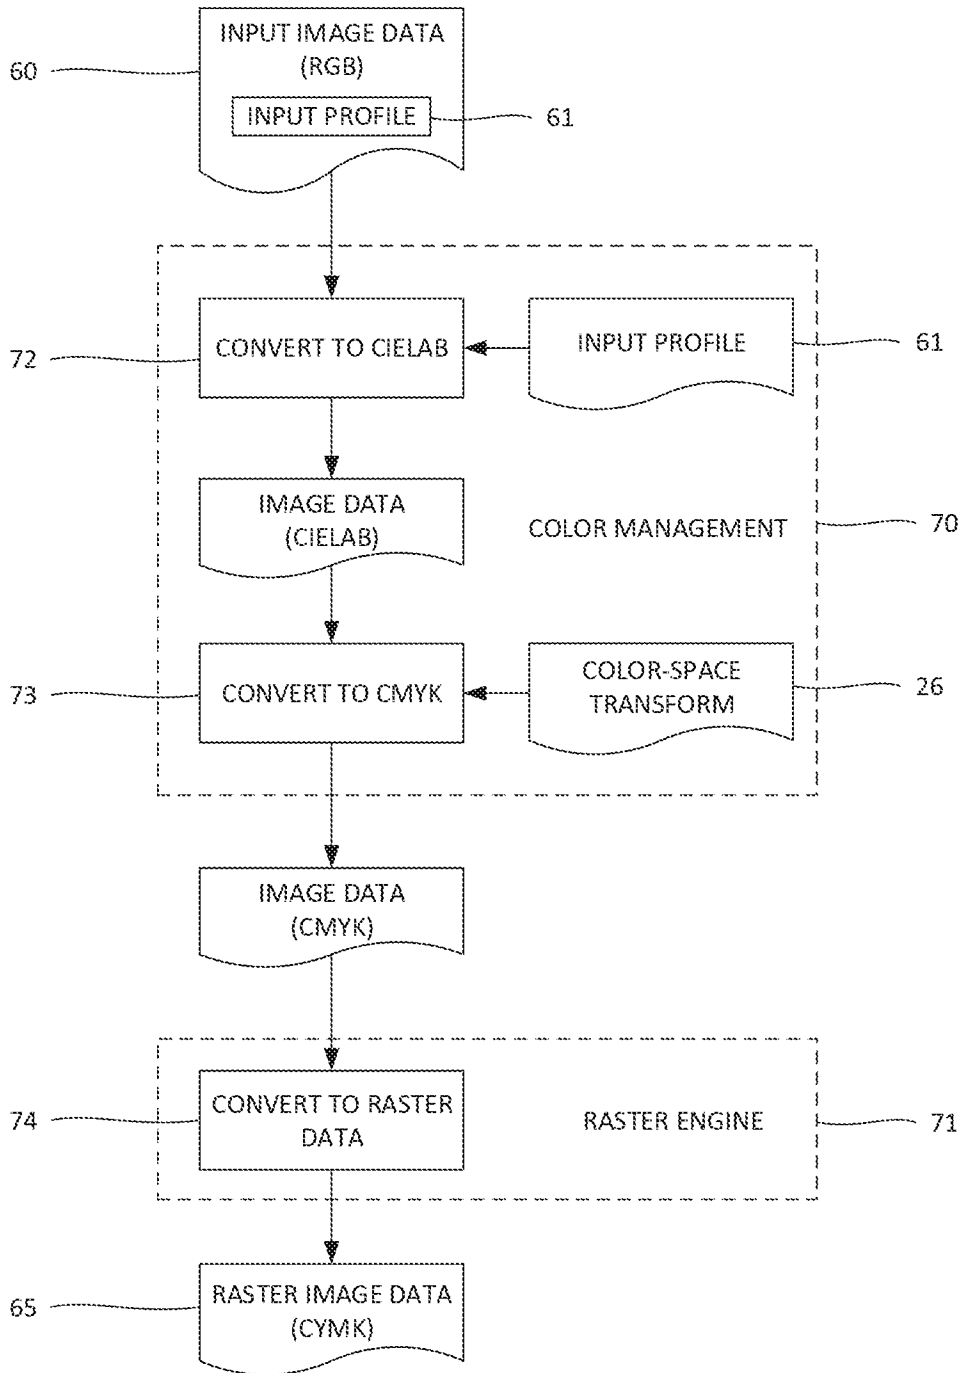 INPUT IMAGE DATA
(RGB)
60
INPUT PROFILE
61
CONVERT TO CIELAB
72
INPUT PROFILE
61
IMAGE DATA
(CIELAB)
COLOR MANAGEMENT
70
CONVERT TO CMYK
73
COLOR-SPACE
TRANSFORM
26
IMAGE DATA
(CMYK)
CONVERT TO RASTER
DATA
74
RASTER ENGINE
71
RASTER IMAGE DATA
(CYMK)
65